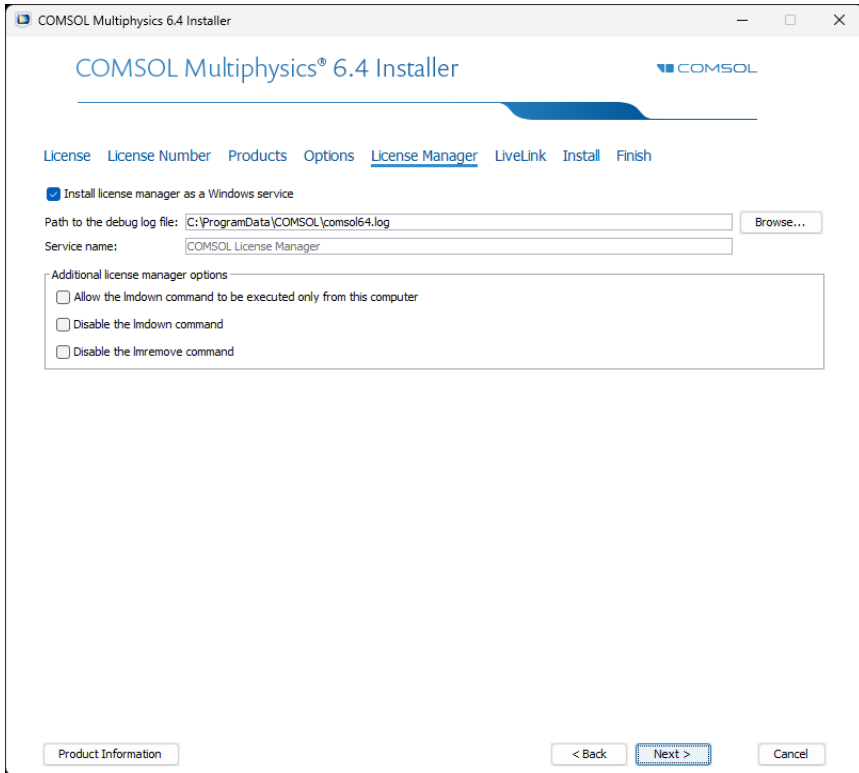 COMSOL Multiphysics 6.4 Installer
COMSOL Multiphysics® 6.4 Installer
COMSOL
License License Number Products Options License Manager LiveLink Install Finish
Install license manager as a Windows service
Path to the debug log file: C:\ProgramData\COMSOL\comsol64.log Browse...
Service name: COMSOL License Manager
Additional license manager options
Allow the lmdown command to be executed only from this computer
Disable the lmdown command
Disable the lmremove command
Product Information < Back Next > Cancel